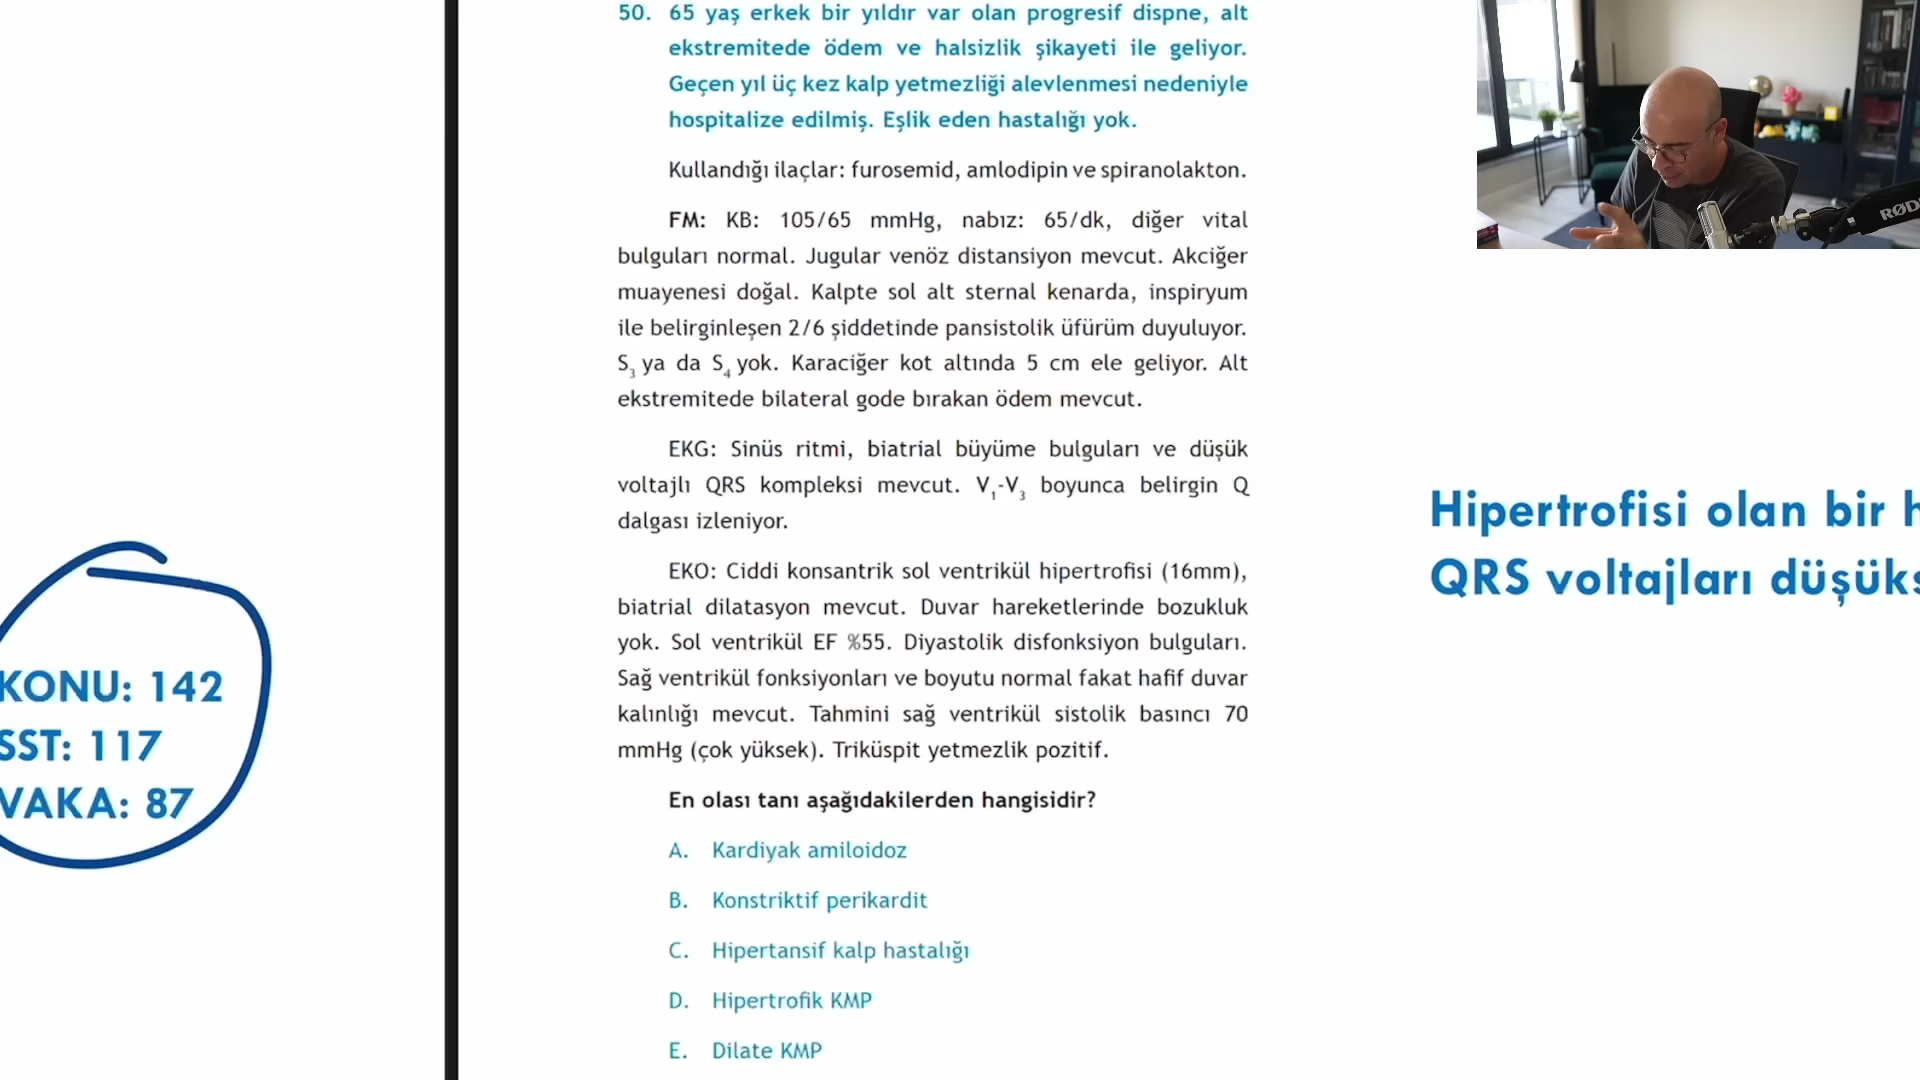 50. 65 yaş erkek bir yıldır var olan progresif dispne, alt
ekstremitede ödem ve halsizlik şikayeti ile geliyor.
Geçen yıl üç kez kalp yetmezliği alevlenmesi nedeniyle
hospitalize edilmiş. Eşlik eden hastalığı yok.
Kullandığı ilaçlar: furosemid, amlodipin ve spiranolakton.
FM: KB: 105/65 mmHg, nabız: 65/dk, diğer vital
bulguları normal. Jugular venöz distansiyon mevcut. Akciğer
muayenesi doğal. Kalpte sol alt sternal kenarda, inspiryum
ile belirginleşen 2/6 şiddetinde pansistolik üfürüm duyuluyor.
S₃ ya da S₄ yok. Karaciğer kot altında 5 cm ele geliyor. Alt
ekstremitede bilateral gode bırakan ödem mevcut.
EKG: Sinüs ritmi, biatrial büyüme bulguları ve düşük
voltajlı QRS kompleksi mevcut. V₁-V₃ boyunca belirgin Q
dalgası izleniyor.
EKO: Ciddi konsantrik sol ventrikül hipertrofisi (16mm),
biatrial dilatasyon mevcut. Duvar hareketlerinde bozukluk
yok. Sol ventrikül EF %55. Diyastolik disfonksiyon bulguları.
Sağ ventrikül fonksiyonları ve boyutu normal fakat hafif duvar
kalınlığı mevcut. Tahmini sağ ventrikül sistolik basıncı 70
mmHg (çok yüksek). Triküspit yetmezlik pozitif.
En olası tanı aşağıdakilerden hangisidir?
A. Kardiyak amiloidoz
B. Konstriktif perikardit
C. Hipertansif kalp hastalığı
D. Hipertrofik KMP
E. Dilate KMP
KONU: 142
SST: 117
VAKA: 87
Hipertrofisi olan bir h
QRS voltajları düşüks
RØD